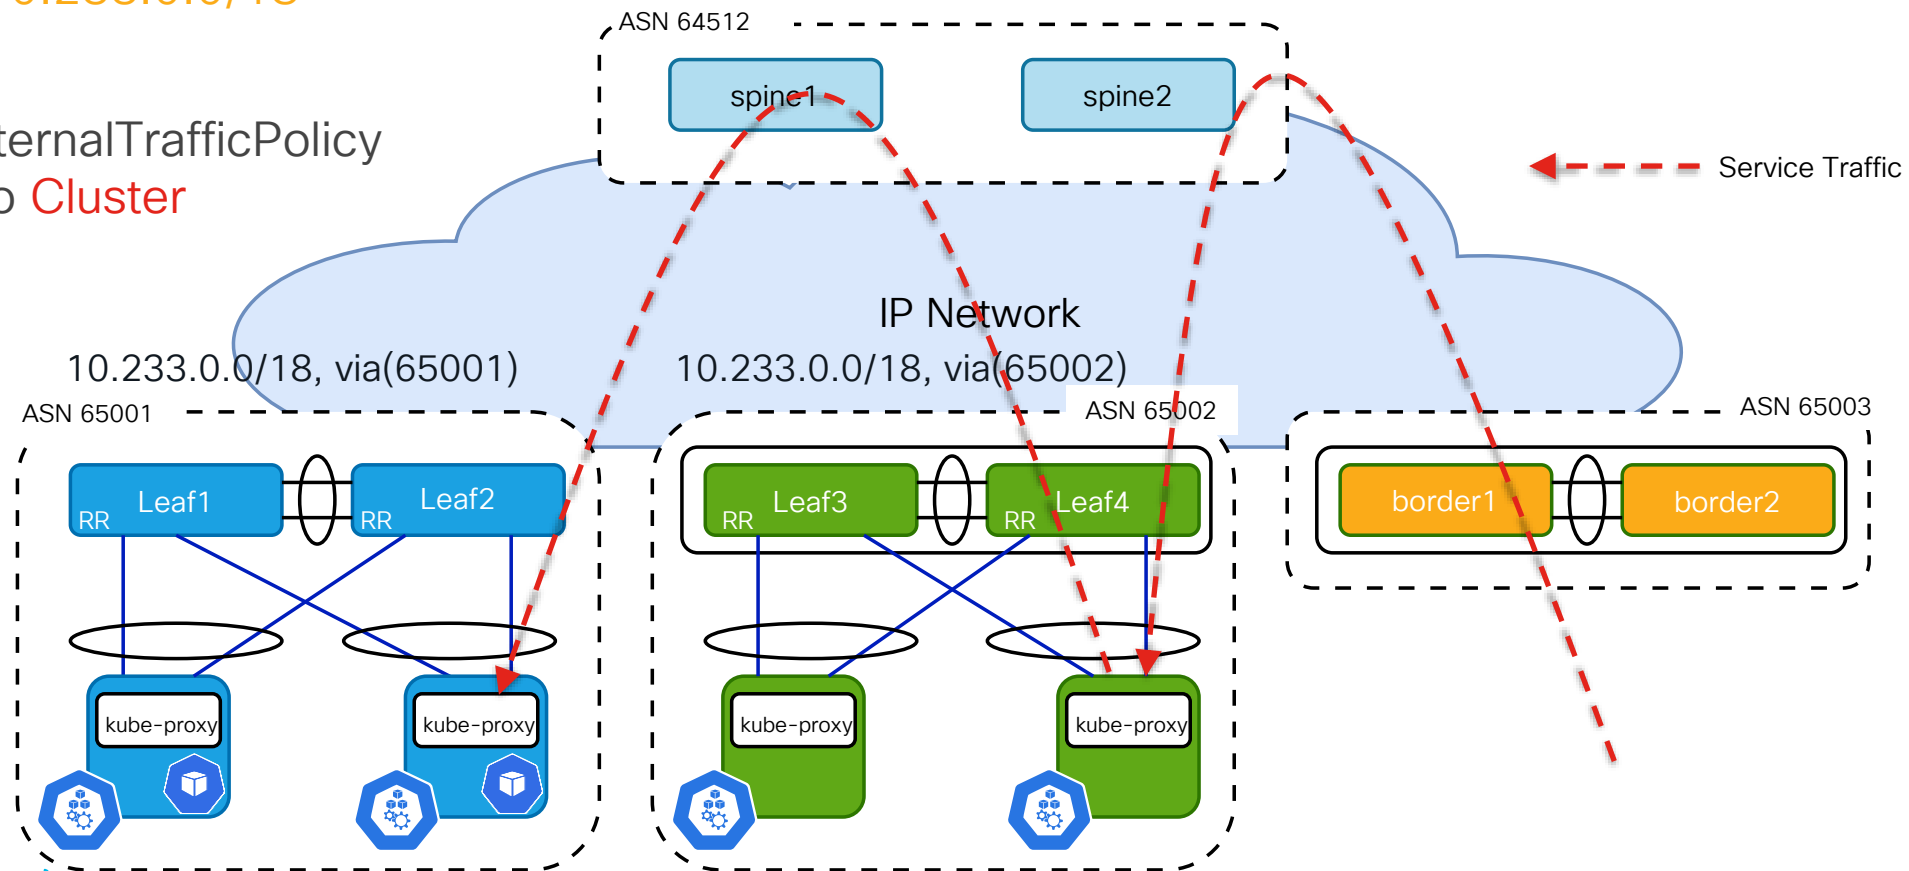 ASN 64512
spine1
spine2
ternalTrafficPolicy
Cluster
Service Traffic
IP Network
10.233.0.0/18, via(65001)
10.233.0.0/18, via(65002)
ASN 65001
ASN 65002
ASN 65003
Leaf1
RR
Leaf2
RR
Leaf3
RR
Leaf4
RR
border1
border2
kube-proxy
kube-proxy
kube-proxy
kube-proxy